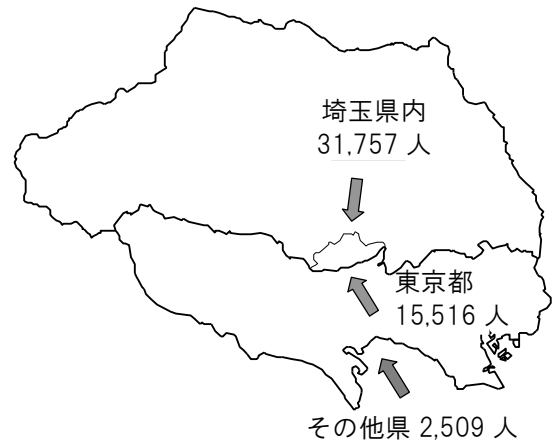 埼玉県内
31,757 人
東京都
15,516 人
その他県 2,509 人